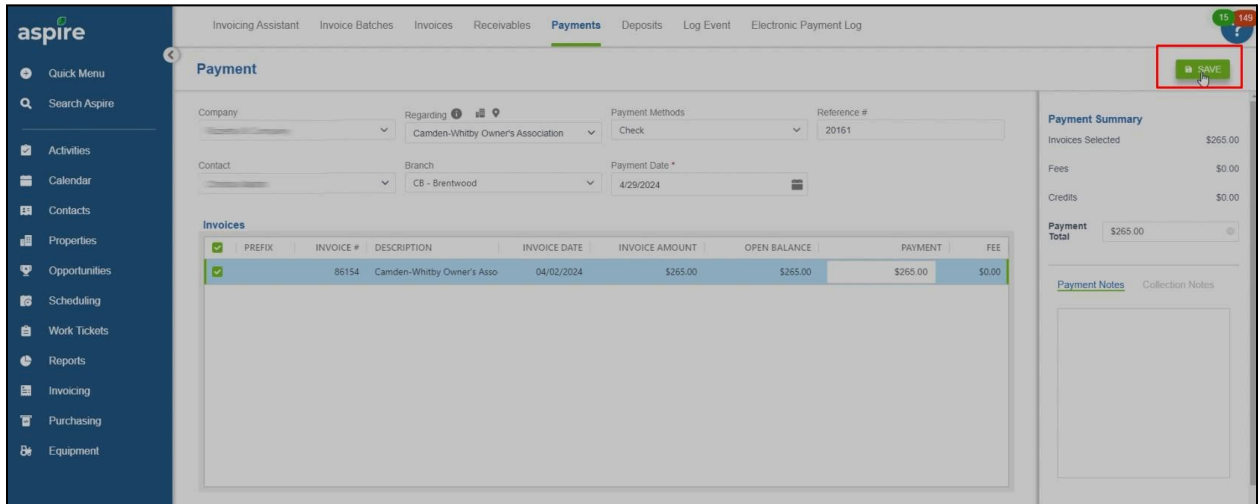 aspire
Invoicing Assistant Invoice Batches Invoices Receivables Payments Deposits Log Event Electronic Payment Log
15 149
?
Quick Menu
Search Aspire
Activities
Calendar
Contacts
Properties
Opportunities
Scheduling
Work Tickets
Reports
Invoicing
Purchasing
Equipment
Payment
SAVE
Company Regarding Payment Methods Reference #
Camden-Whitby Owner's Association Check 20161
Contact Branch Payment Date *
CB - Brentwood 4/29/2024
Invoices
PREFIX INVOICE # DESCRIPTION INVOICE DATE INVOICE AMOUNT OPEN BALANCE PAYMENT FEE
86154 Camden-Whitby Owner's Asso 04/02/2024 $265.00 $265.00 $265.00 $0.00
Payment Summary
Invoices Selected $265.00
Fees $0.00
Credits $0.00
Payment Total $265.00
Payment Notes Collection Notes